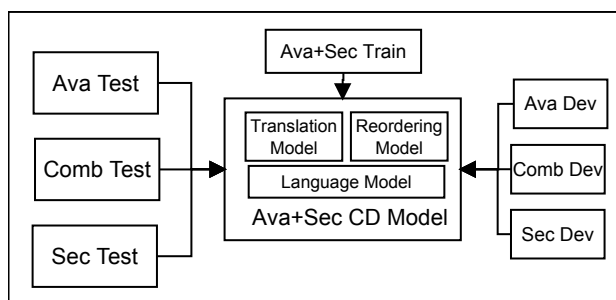 Ava+Sec Train
Ava Test
Comb Test
Sec Test
Translation
Model
Reordering
Model
Language Model
Ava+Sec CD Model
Ava Dev
Comb Dev
Sec Dev